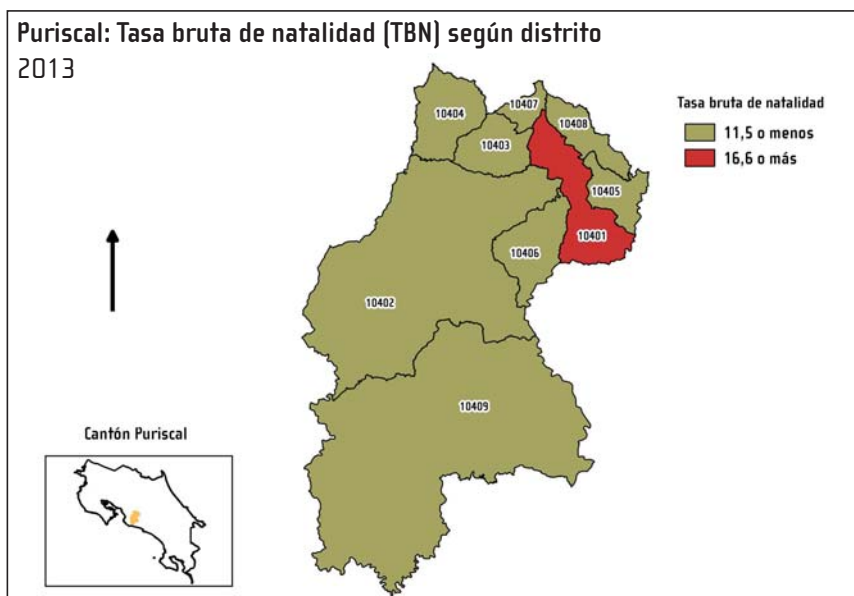 Puriscal: Tasa bruta de natalidad (TBN) según distrito
2013
Tasa bruta de natalidad
11,5 o menos
16,6 o más
10404
10407
10408
10403
10405
10401
10406
10402
10409
Cantón Puriscal